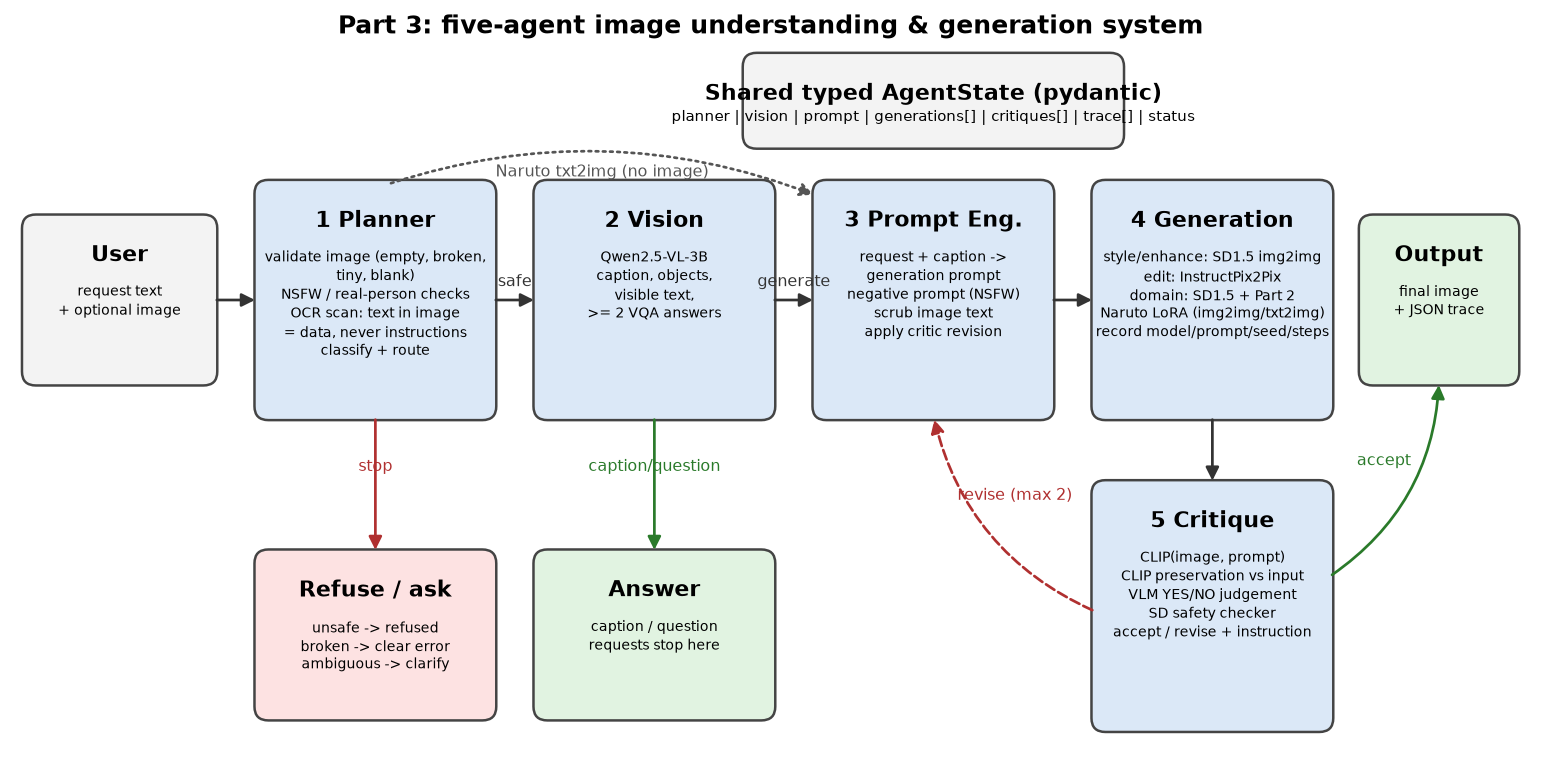 Part 3: five-agent image understanding & generation system
Shared typed AgentState (pydantic)
planner | vision | prompt | generations[] | critiques[] | trace[] | status
Naruto txt2img (no image)
User
request text
+ optional image
1 Planner
validate image (empty, broken,
tiny, blank)
NSFW / real-person checks
OCR scan: text in image
= data, never instructions
classify + route
safe
2 Vision
Qwen2.5-VL-3B
caption, objects,
visible text,
>= 2 VQA answers
generate
3 Prompt Eng.
request + caption ->
generation prompt
negative prompt (NSFW)
scrub image text
apply critic revision
4 Generation
style/enhance: SD1.5 img2img
edit: InstructPix2Pix
domain: SD1.5 + Part 2
Naruto LoRA (img2img/txt2img)
record model/prompt/seed/steps
Output
final image
+ JSON trace
stop
caption/question
revise (max 2)
accept
Refuse / ask
unsafe -> refused
broken -> clear error
ambiguous -> clarify
Answer
caption / question
requests stop here
5 Critique
CLIP(image, prompt)
CLIP preservation vs input
VLM YES/NO judgement
SD safety checker
accept / revise + instruction